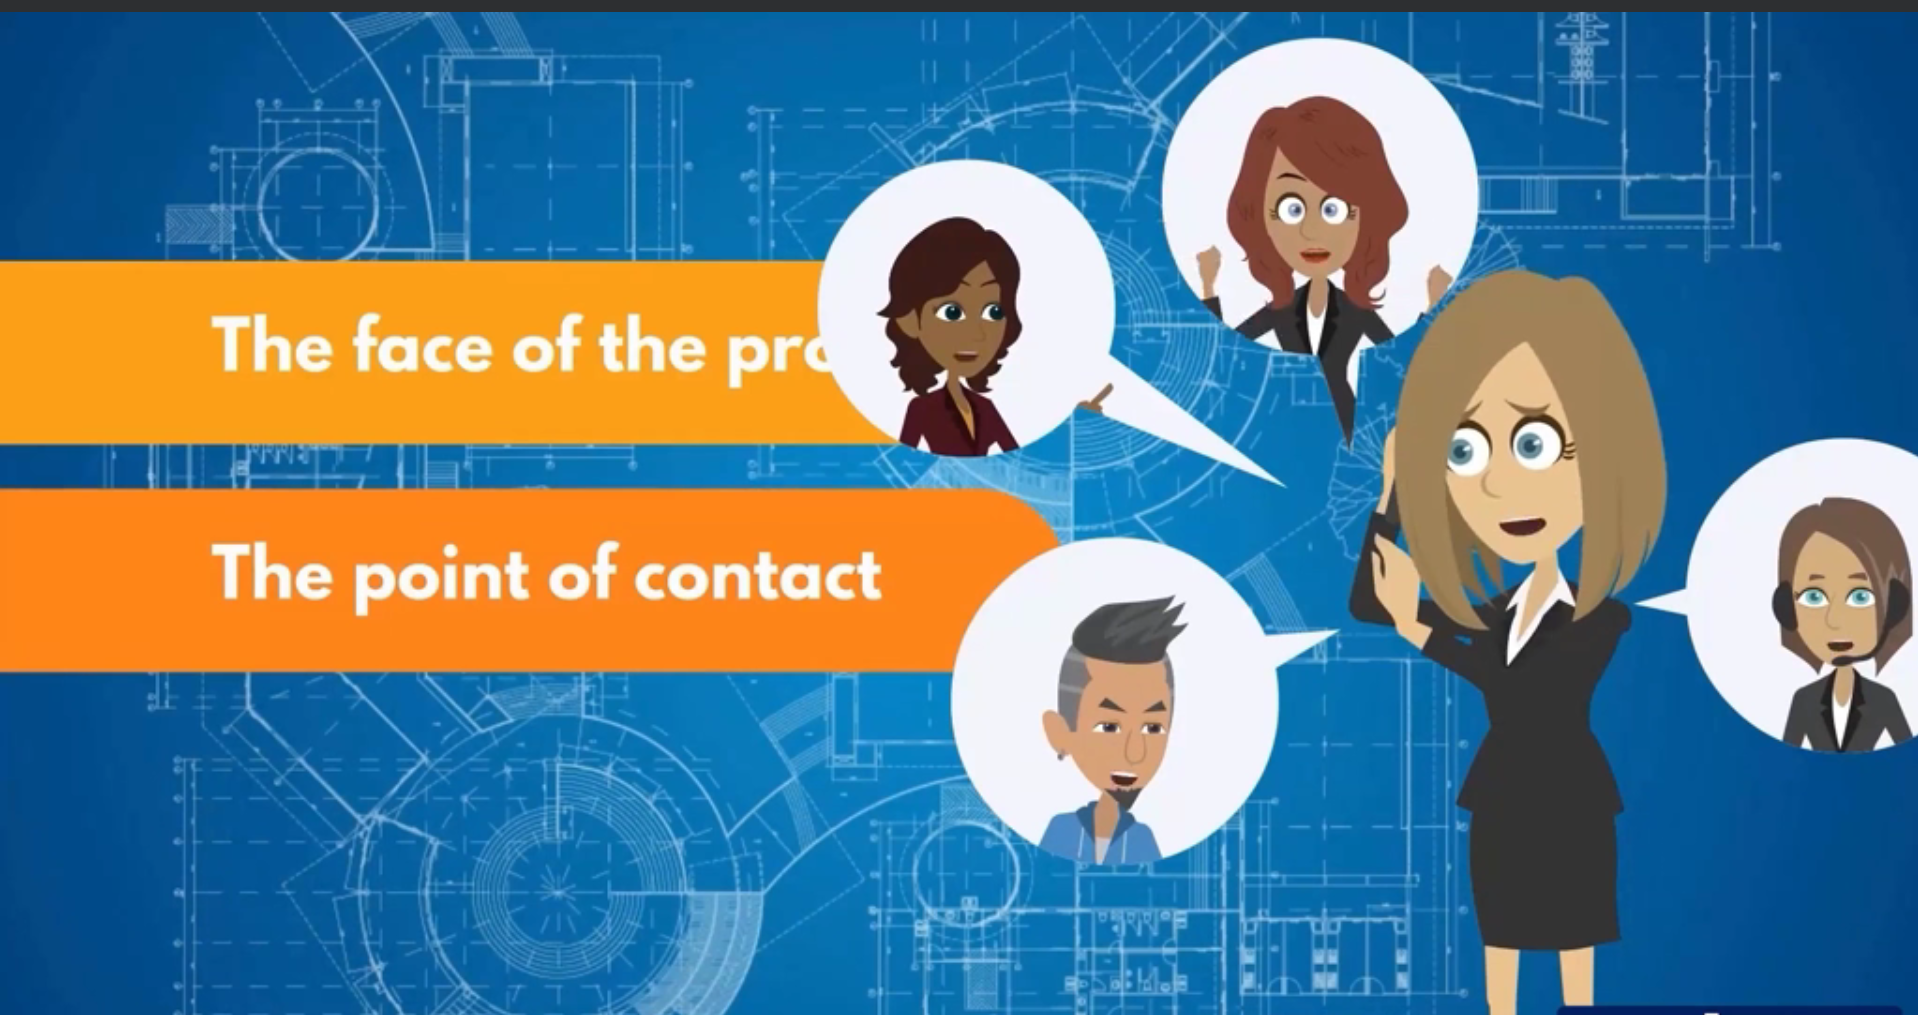 The face of the
The point of contact